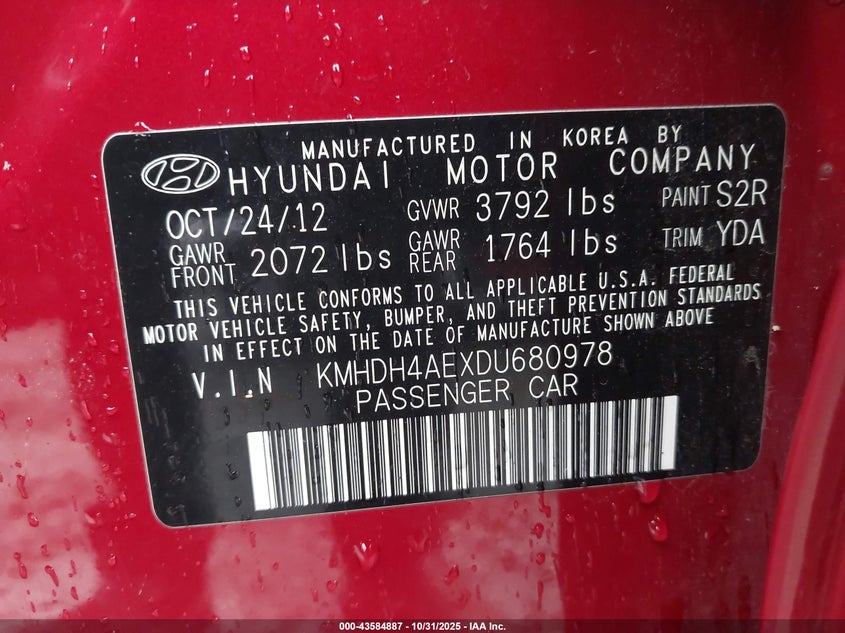 MANUFACTURED IN KOREA BY
HYUNDAI MOTOR COMPANY
OCT/24/12 GVWR 3792 lbs PAINT S2R
GAWR FRONT 2072 lbs GAWR REAR 1764 lbs TRIM YDA
THIS VEHICLE CONFORMS TO ALL APPLICABLE U.S.A. FEDERAL
MOTOR VEHICLE SAFETY, BUMPER, AND THEFT PREVENTION STANDARDS
IN EFFECT ON THE DATE OF MANUFACTURE SHOWN ABOVE
V.I.N KMHDH4AEXDU680978
PASSENGER CAR
000-43584887 - 10/31/2025 - IAA Inc.